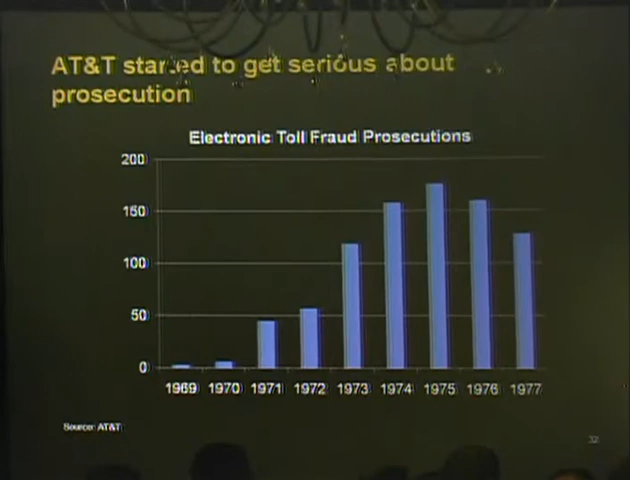 AT&T started to get serious about
prosecution
Electronic Toll Fraud Prosecutions
200
150
100
50
0
1969 1970 1971 1972 1973 1974 1975 1976 1977
Source: AT&T
32